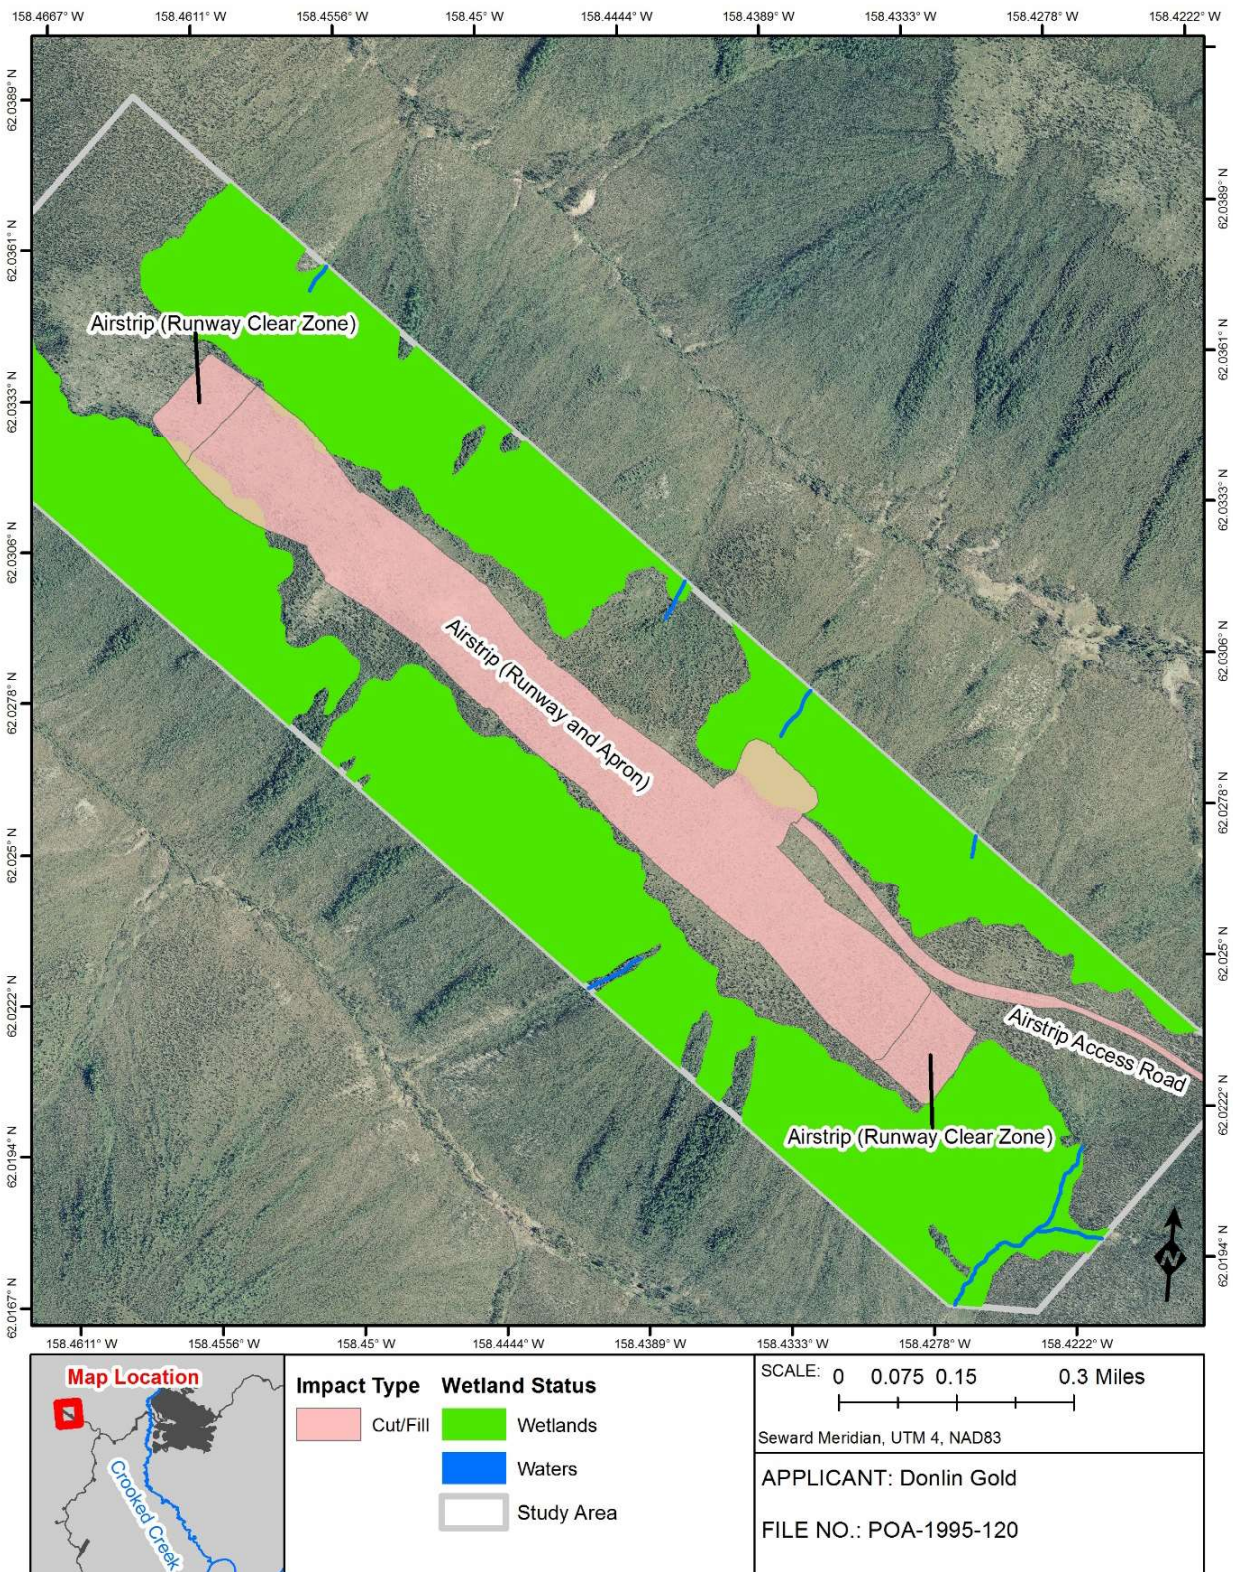 158.4667° W 158.4611° W 158.4556° W 158.45° W 158.4444° W 158.4389° W 158.4333° W 158.4278° W 158.4222° W
62.0389° N
62.0361° N
62.0333° N
62.0306° N
62.0278° N
62.025° N
62.0222° N
62.0194° N
62.0167° N
Airstrip (Runway Clear Zone)
Airstrip (Runway and Apron)
Airstrip Access Road
Airstrip (Runway Clear Zone)
N
62.0389° N
62.0361° N
62.0333° N
62.0306° N
62.0278° N
62.025° N
62.0222° N
62.0194° N
158.4611° W 158.4556° W 158.45° W 158.4444° W 158.4389° W 158.4333° W 158.4278° W 158.4222° W
Map Location
Crooked Creek
Impact Type Wetland Status
Cut/Fill
Wetlands
Waters
Study Area
SCALE: 0 0.075 0.15 0.3 Miles
Seward Meridian, UTM 4, NAD83
APPLICANT: Donlin Gold
FILE NO.: POA-1995-120